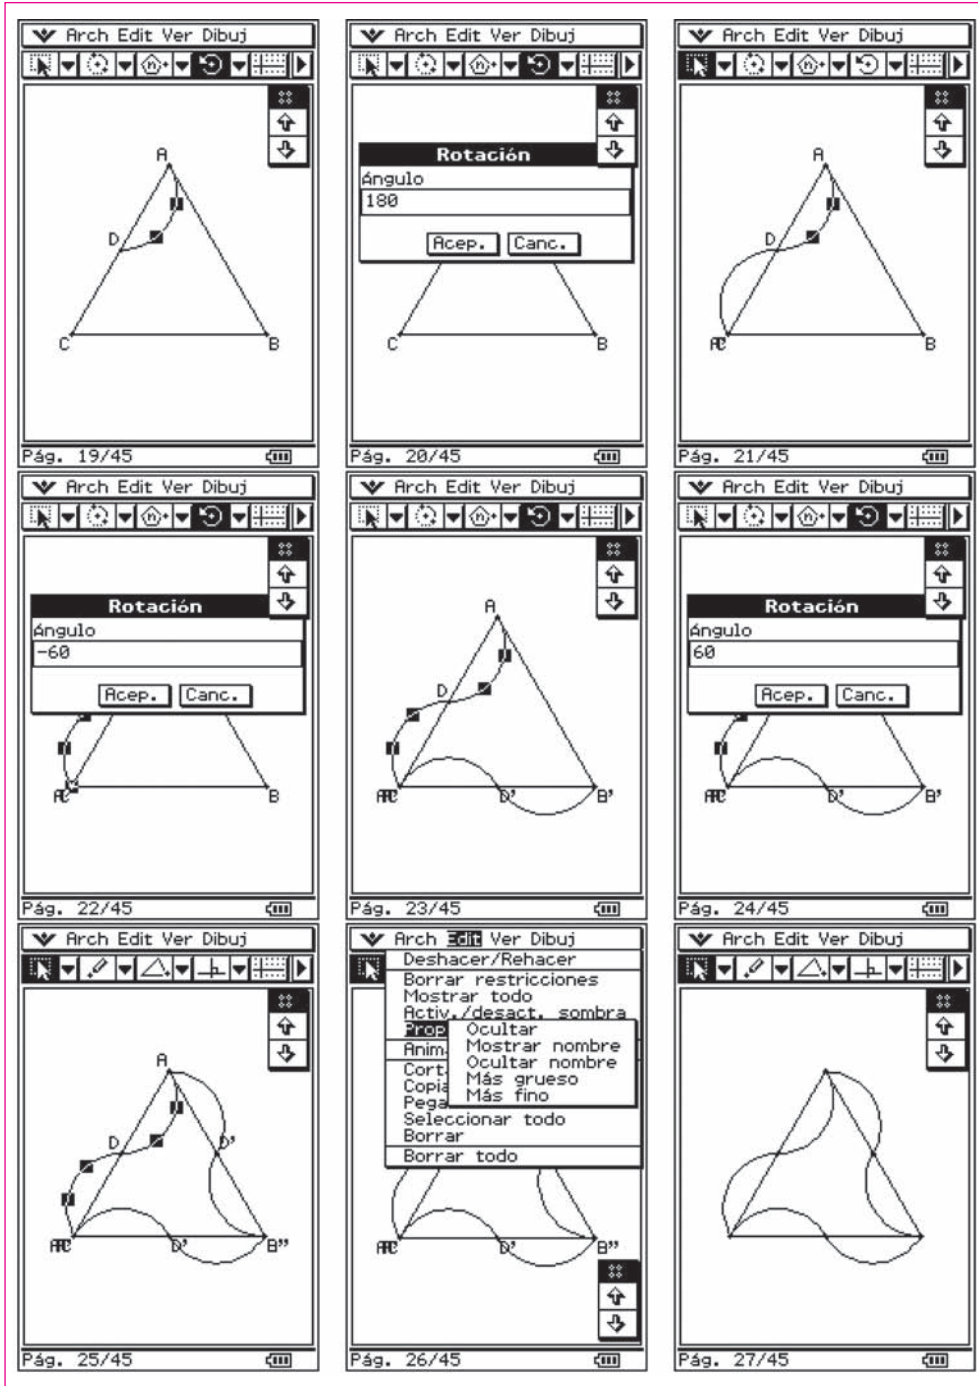 Arch Edit Ver Dibuj
A
D
C
B
Pág. 19/45
Arch Edit Ver Dibuj
Rotación
Ángulo
180
Acep. Canc.
C
B
Pág. 20/45
Arch Edit Ver Dibuj
A
D
B
Pág. 21/45
Arch Edit Ver Dibuj
Rotación
Ángulo
-60
Acep. Canc.
B
Pág. 22/45
Arch Edit Ver Dibuj
A
D
D'
B'
Pág. 23/45
Arch Edit Ver Dibuj
Rotación
Ángulo
60
Acep. Canc.
D'
B'
Pág. 24/45
Arch Edit Ver Dibuj
A
D
D'
D'
B"
Pág. 25/45
Arch Edit Ver Dibuj
Deshacer/Rehacer
Borrar restricciones
Mostrar todo
Activ./desact. sombra
Prop
Ocultar
Mostrar nombre
Anim
Ocultar nombre
Cort
Más grueso
Copia
Más fino
Pega
Seleccionar todo
Borrar
Borrar todo
D'
B"
Pág. 26/45
Arch Edit Ver Dibuj
Pág. 27/45